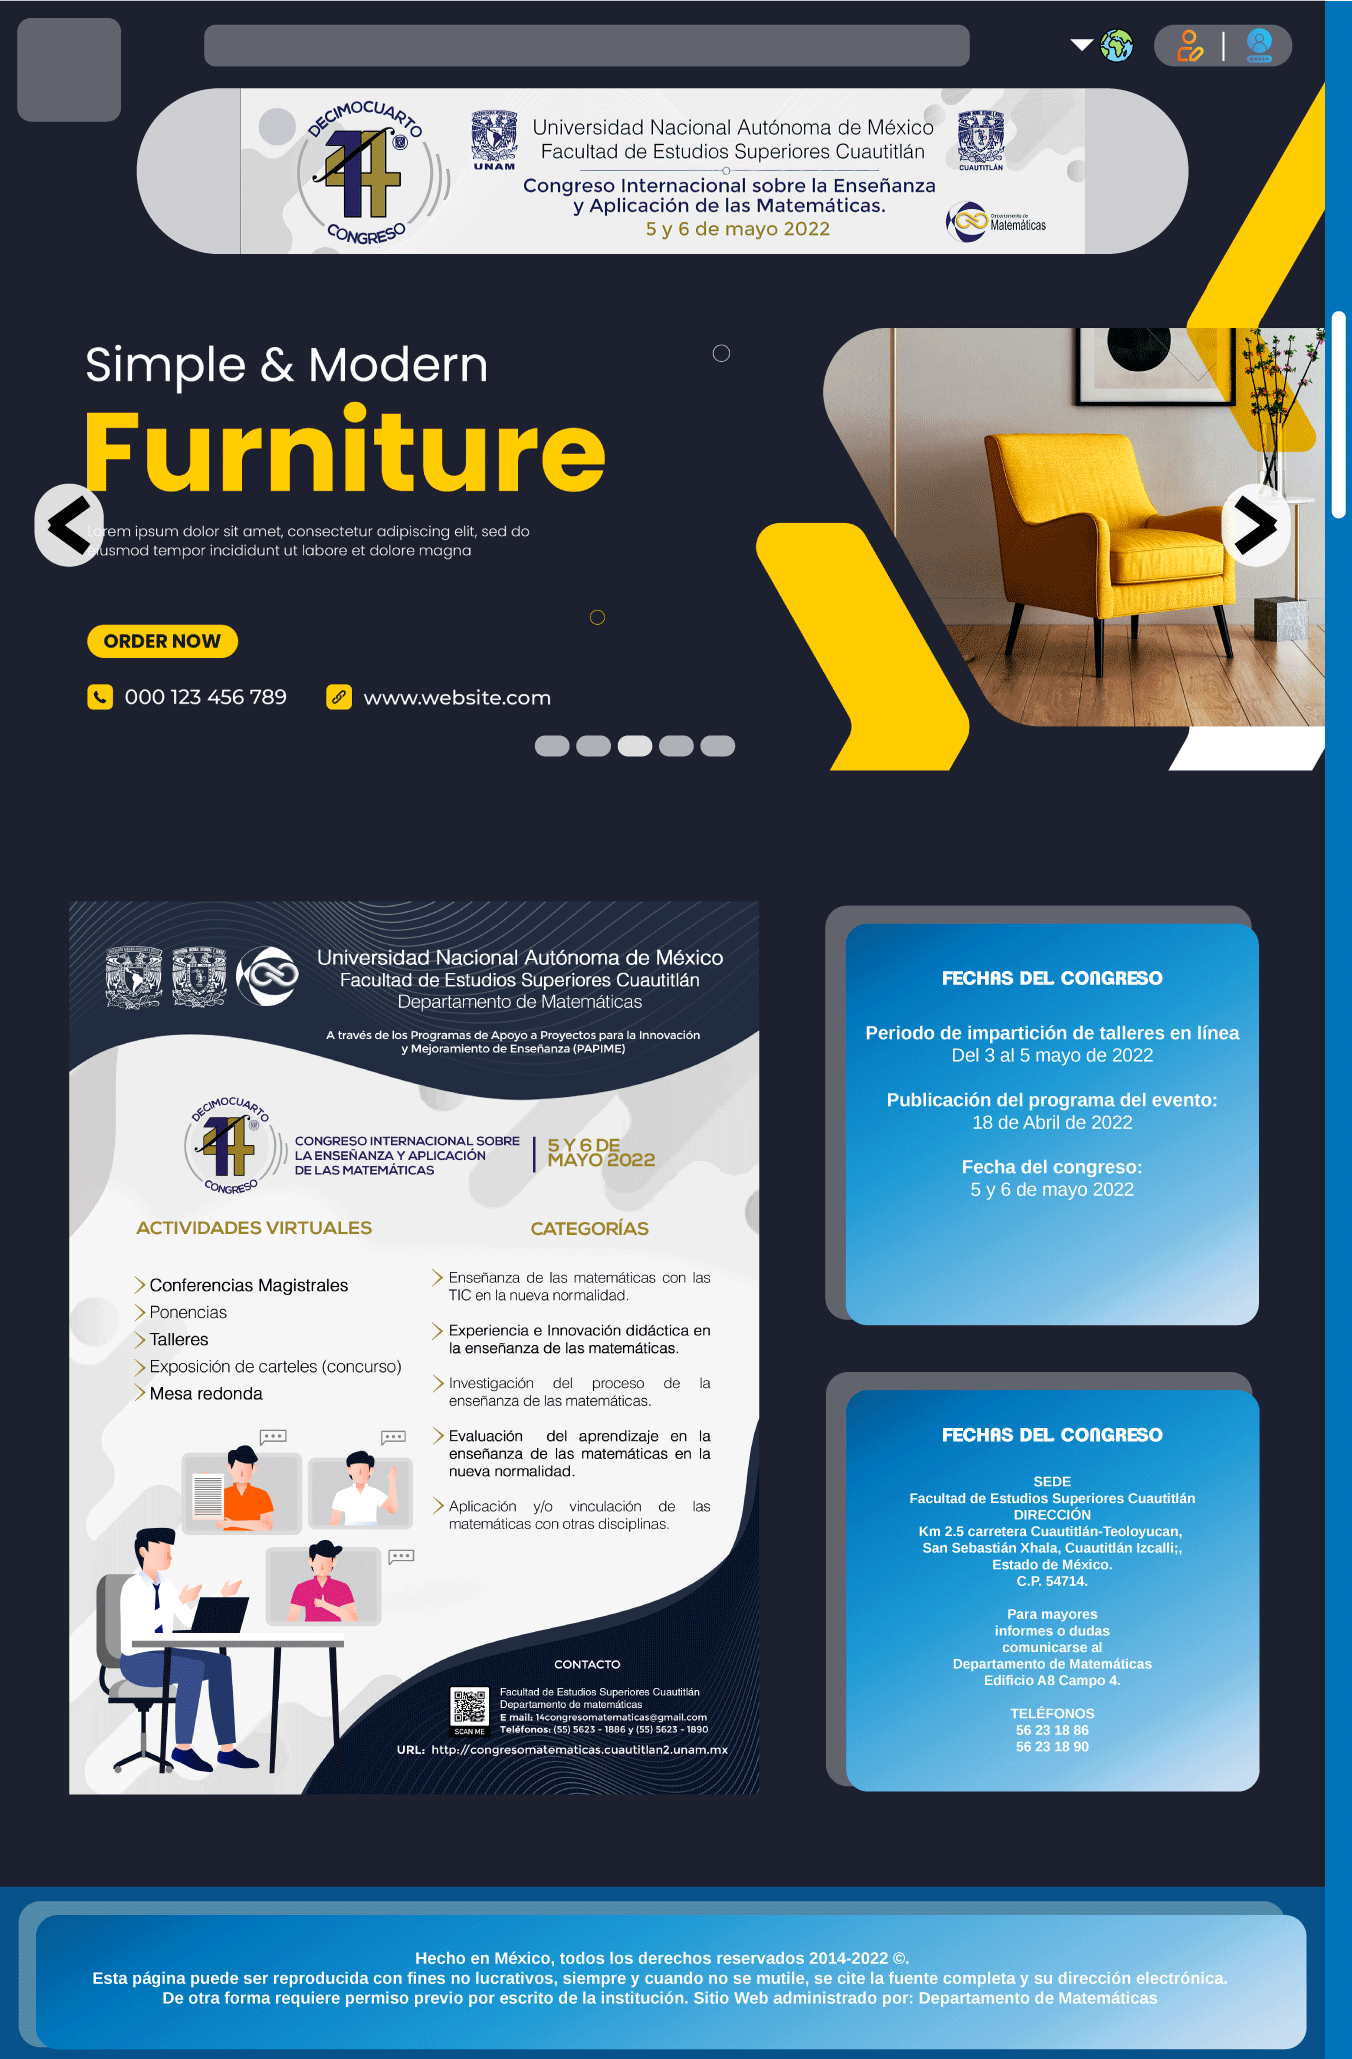 DECIMOCUARTO
14
CONGRESO
UNAM
Universidad Nacional Autónoma de México
Facultad de Estudios Superiores Cuautitlán
CUAUTITLÁN
Congreso Internacional sobre la Enseñanza
y Aplicación de las Matemáticas.
5 y 6 de mayo 2022
Departamento de
Matemáticas
Simple & Modern
Furniture
Lorem ipsum dolor sit amet, consectetur adipiscing elit, sed do
eiusmod tempor incididunt ut labore et dolore magna
ORDER NOW
000 123 456 789
www.website.com
Universidad Nacional Autónoma de México
Facultad de Estudios Superiores Cuautitlán
Departamento de Matemáticas
A través de los Programas de Apoyo a Proyectos para la Innovación
y Mejoramiento de Enseñanza (PAPIME)
DECIMOCUARTO
14
CONGRESO
CONGRESO INTERNACIONAL SOBRE
LA ENSEÑANZA Y APLICACIÓN
DE LAS MATEMÁTICAS
5 Y 6 DE
MAYO 2022
ACTIVIDADES VIRTUALES
Conferencias Magistrales
Ponencias
Talleres
Exposición de carteles (concurso)
Mesa redonda
CATEGORÍAS
Enseñanza de las matemáticas con las
TIC en la nueva normalidad.
Experiencia e Innovación didáctica en
la enseñanza de las matemáticas.
Investigación del proceso de la
enseñanza de las matemáticas.
Evaluación del aprendizaje en la
enseñanza de las matemáticas en la
nueva normalidad.
Aplicación y/o vinculación de las
matemáticas con otras disciplinas.
CONTACTO
SCAN ME
Facultad de Estudios Superiores Cuautitlán
Departamento de matemáticas
E mail: 14congresomatematicas@gmail.com
Teléfonos: (55) 5623 - 1886 y (55) 5623 - 1890
URL: http://congresomatematicas.cuautitlan2.unam.mx
FECHAS DEL CONGRESO
Periodo de impartición de talleres en línea
Del 3 al 5 mayo de 2022
Publicación del programa del evento:
18 de Abril de 2022
Fecha del congreso:
5 y 6 de mayo 2022
FECHAS DEL CONGRESO
SEDE
Facultad de Estudios Superiores Cuautitlán
DIRECCIÓN
Km 2.5 carretera Cuautitlán-Teoloyucan,
San Sebastián Xhala, Cuautitlán Izcalli;,
Estado de México.
C.P. 54714.
Para mayores
informes o dudas
comunicarse al
Departamento de Matemáticas
Edificio A8 Campo 4.
TELÉFONOS
56 23 18 86
56 23 18 90
Hecho en México, todos los derechos reservados 2014-2022 ©.
Esta página puede ser reproducida con fines no lucrativos, siempre y cuando no se mutile, se cite la fuente completa y su dirección electrónica.
De otra forma requiere permiso previo por escrito de la institución. Sitio Web administrado por: Departamento de Matemáticas